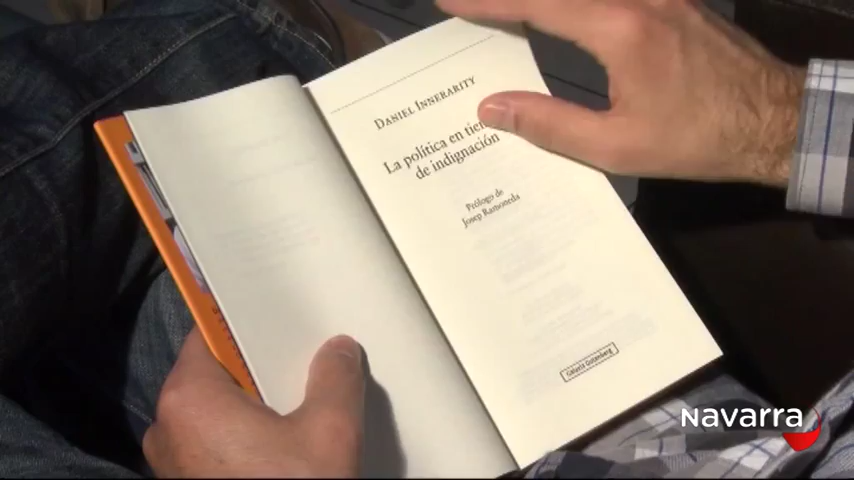 DANIEL INNERARITY
La política en
de indignación
Prólogo de
Josep Ramoneda
Galaxia Gutenberg
Navarra